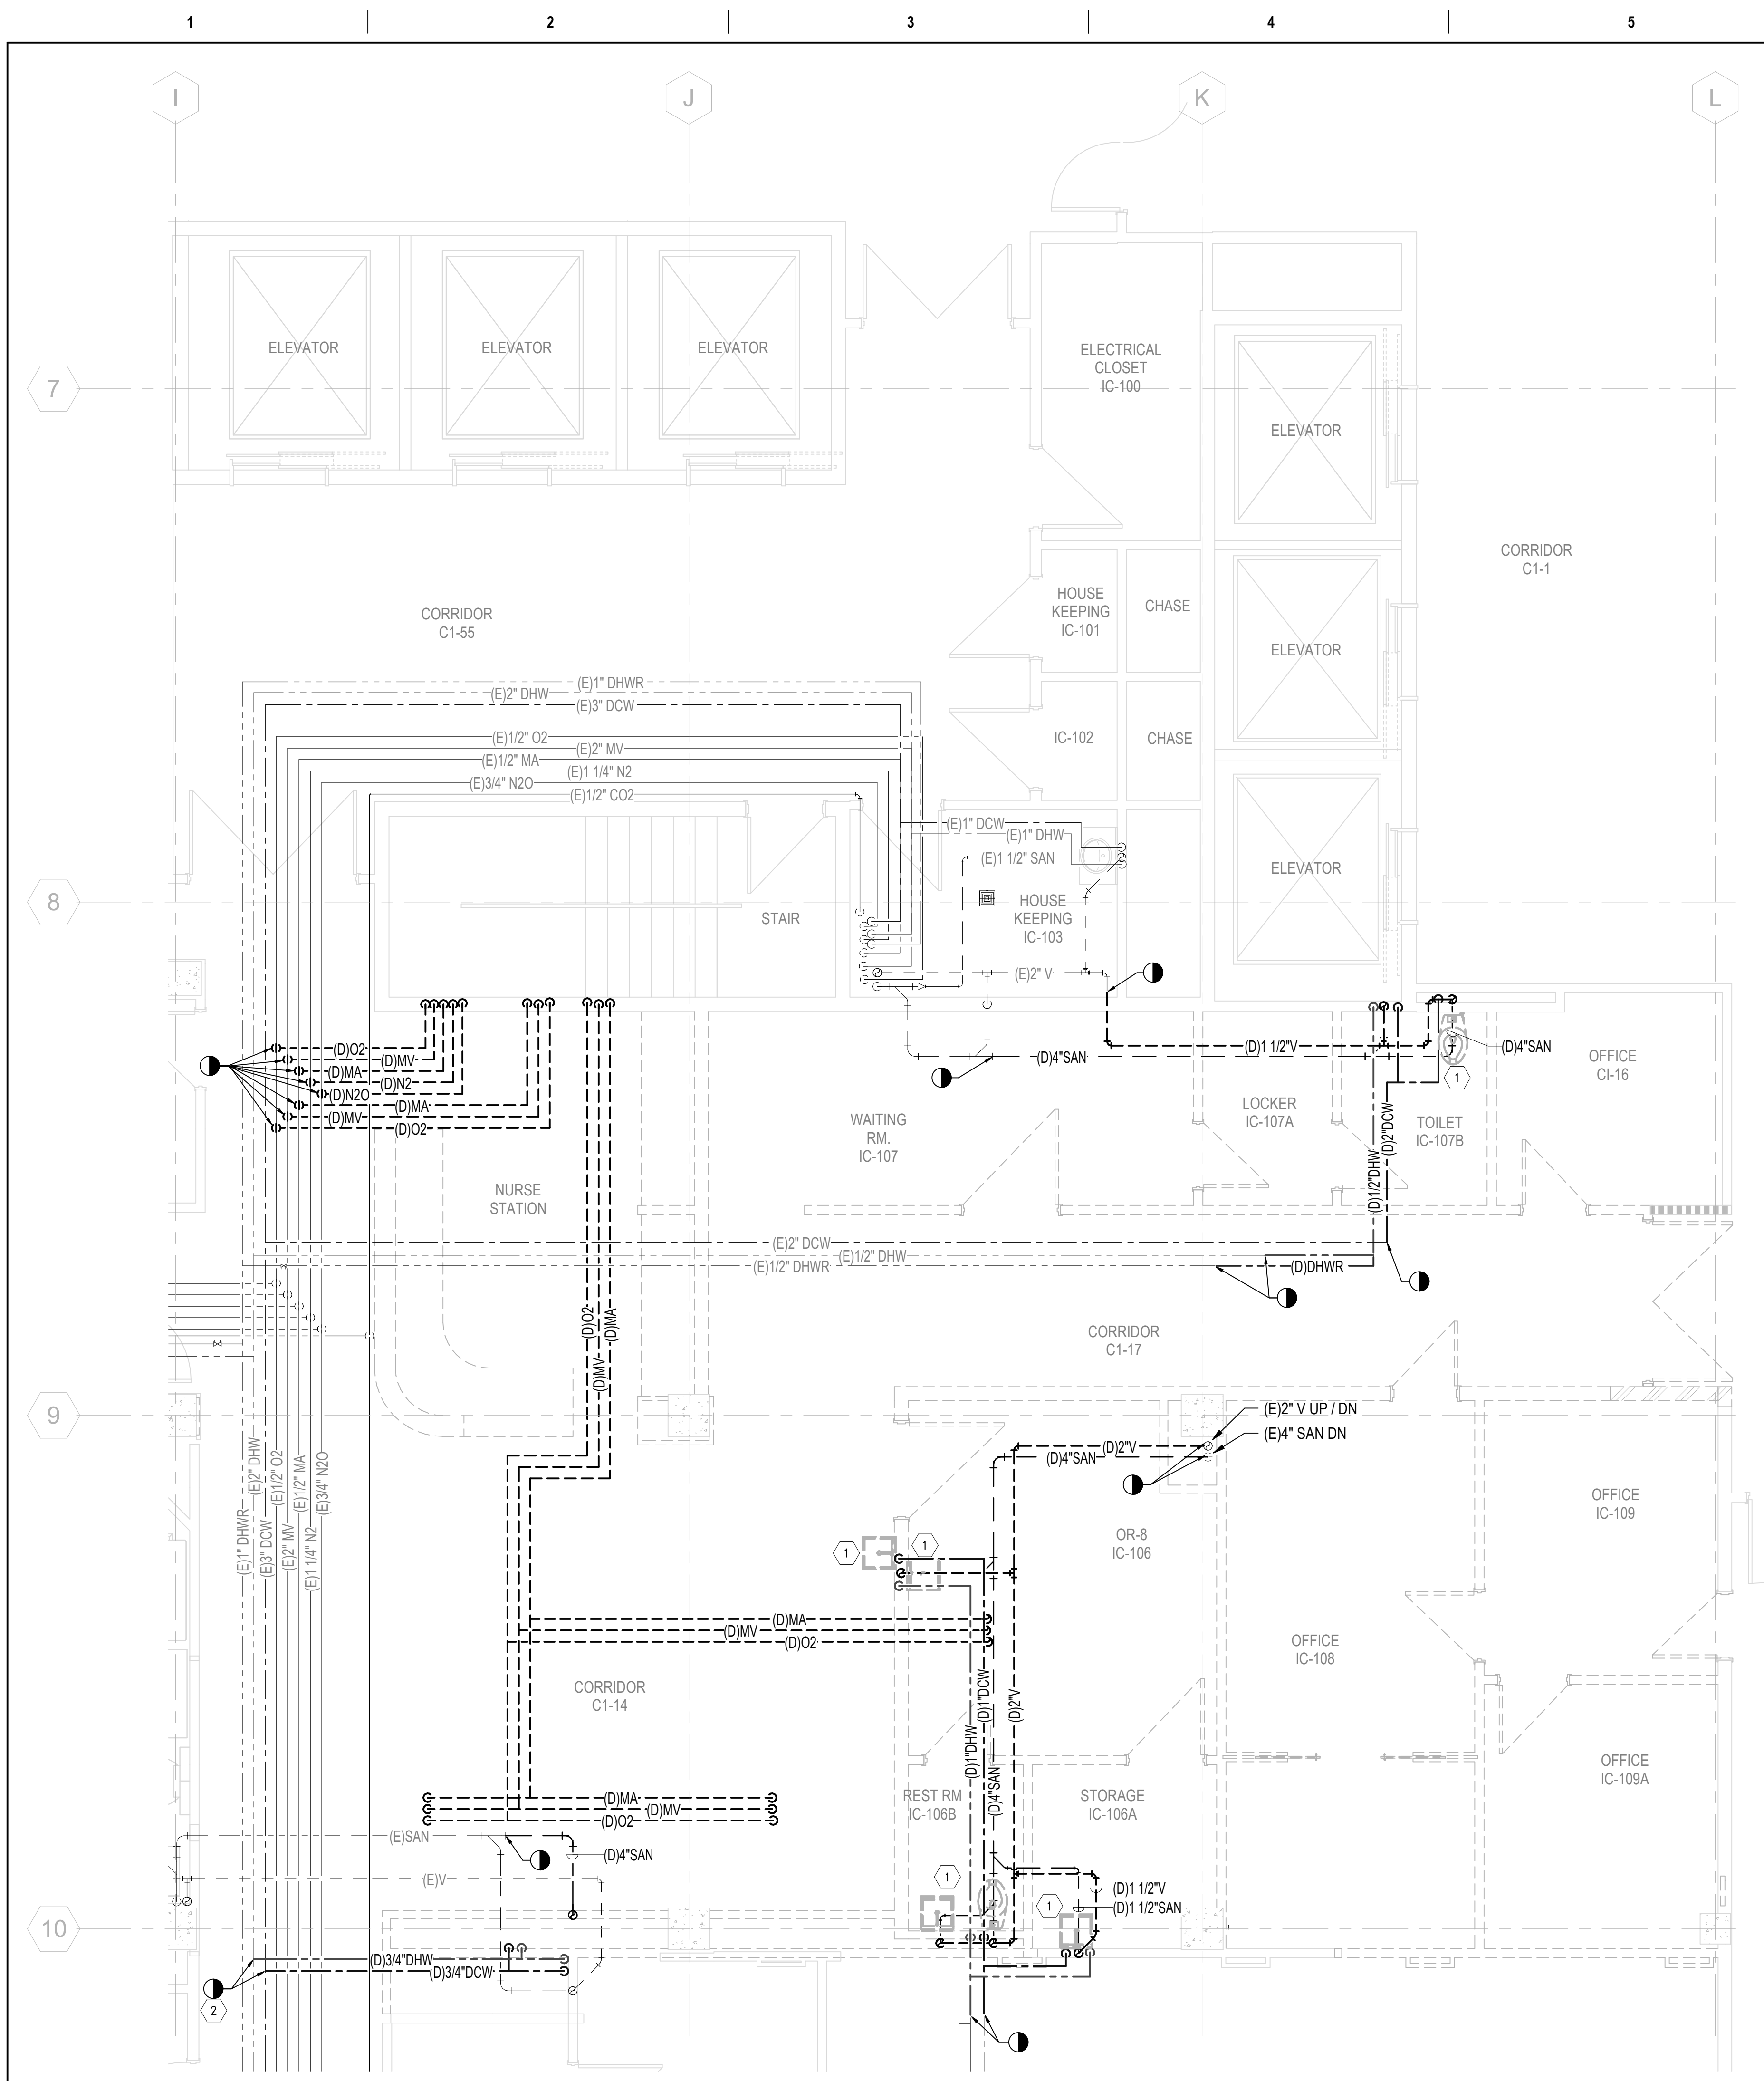 1
2
3
4
5
I
J
K
L
ELEVATOR
ELEVATOR
ELEVATOR
ELECTRICAL
CLOSET
IC-100
7
ELEVATOR
CORRIDOR
C1-1
HOUSE
KEEPING
IC-101
CHASE
CORRIDOR
C1-55
ELEVATOR
(E)1" DHWR
(E)2" DHW
(E)3" DCW
(E)1/2" O2
(E)2" MV
(E)1/2" MA
(E)1 1/4" N2
(E)3/4" N2O
(E)1/2" CO2
IC-102
CHASE
(E)1" DCW
(E)1" DHW
(E)1 1/2" SAN
ELEVATOR
8
STAIR
HOUSE
KEEPING
IC-103
(E)2" V
(D)O2
(D)MV
(D)MA
(D)N2
(D)N2O
(D)MA
(D)MV
(D)O2
(D)1 1/2"V
(D)4"SAN
(D)4"SAN
1
OFFICE
CI-16
WAITING
RM.
IC-107
LOCKER
IC-107A
TOILET
IC-107B
(D)2"DCW
(D)1/2"DHW
NURSE
STATION
(E)2" DCW
(E)1/2" DHW
(E)1/2" DHWR
(D)DHWR
(D)O2
(D)MV
(D)MA
CORRIDOR
C1-17
9
(E)2" V UP / DN
(E)4" SAN DN
(D)2"V
(D)4"SAN
(E)1" DHWR
(E)2" DHW
(E)3" DCW
(E)1/2" O2
(E)2" MV
(E)1/2" MA
(E)1 1/4" N2
(E)3/4" N2O
OR-8
IC-106
OFFICE
IC-109
1
1
(D)MA
(D)MV
(D)O2
OFFICE
IC-108
CORRIDOR
C1-14
(D)1"DHW
(D)1"DCW
(D)4"SAN
(D)2"V
OFFICE
IC-109A
REST RM
IC-106B
STORAGE
IC-106A
(D)MA
(D)MV
(D)O2
(E)SAN
(D)4"SAN
(E)V
1
1
(D)1 1/2"V
(D)1 1/2"SAN
10
(D)3/4"DHW
(D)3/4"DCW
2